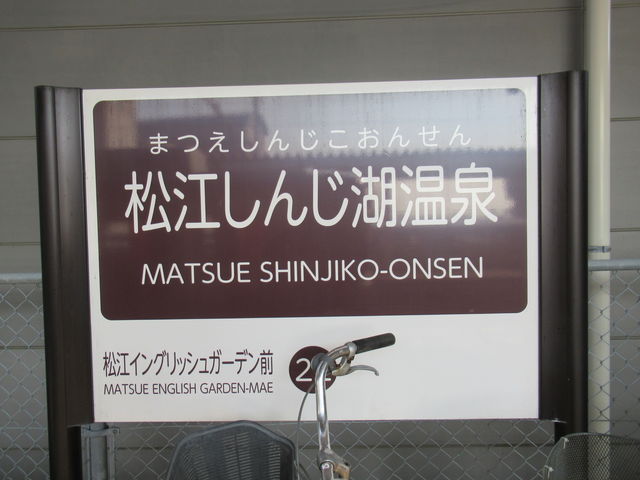 まつえしんじこおんせん
松江しんじ湖温泉
MATSUE SHINJIKO-ONSEN
松江イングリッシュガーデン前
MATSUE ENGLISH GARDEN-MAE